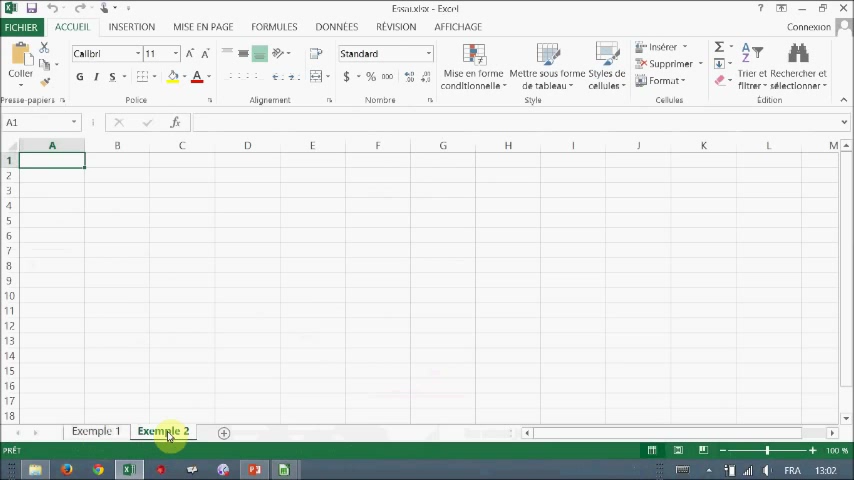 Essai.xlsx - Excel
FICHIER ACCUEIL INSERTION MISE EN PAGE FORMULES DONNÉES RÉVISION AFFICHAGE Connexion
Coller
Calibri 11
G I S A
Standard
$ % 000
Mise en forme conditionnelle
Mettre sous forme de tableau
Styles de cellules
Insérer
Supprimer
Format
Trier et filtrer
Rechercher et sélectionner
Presse-papiers Police Alignement Nombre Style Cellules Édition
A1 fx
A B C D E F G H I J K L M
1
2
3
4
5
6
7
8
9
10
11
12
13
14
15
16
17
18
Exemple 1 Exemple 2
PRÊT 100 %
FRA 13:02